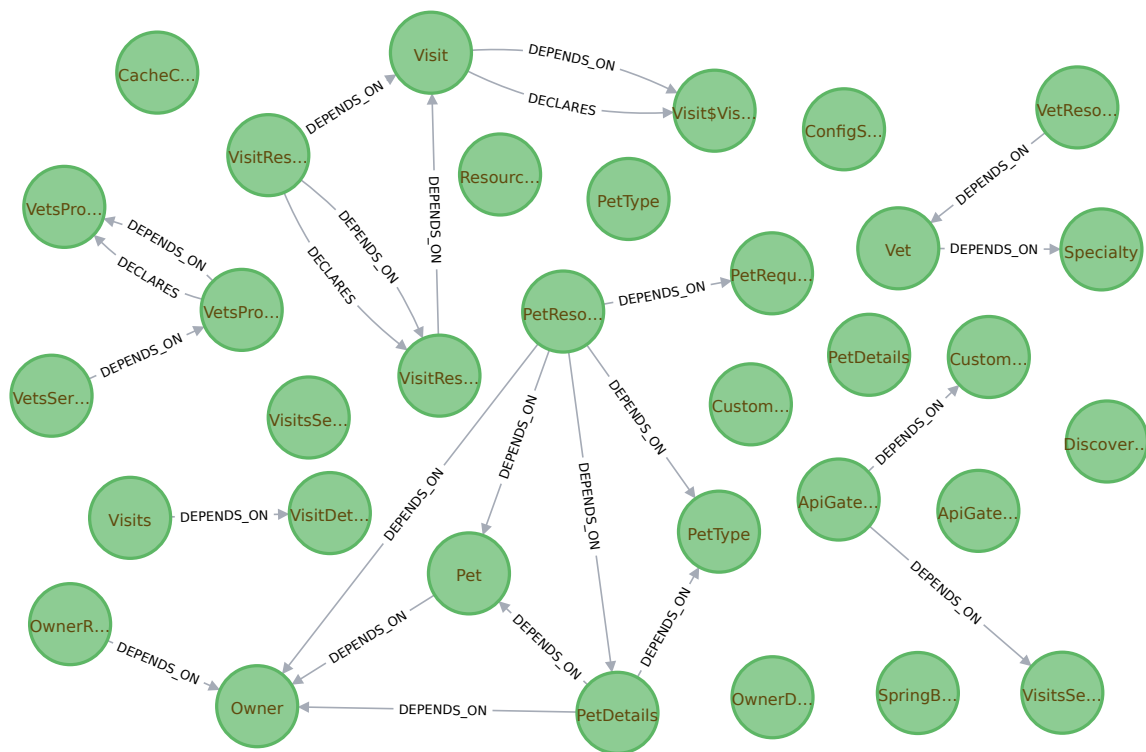 Visit
DEPENDS_ON
CacheC...
DECLARES
Visit$Vis...
DEPENDS_ON
ConfigS...
VetReso...
VisitRes...
Resourc...
DEPENDS_ON
PetType
VetsPro...
DEPENDS_ON
DEPENDS_ON
DEPENDS_ON
DECLARES
DECLARES
Vet
DEPENDS_ON
Specialty
PetRequ...
DEPENDS_ON
PetReso...
VetsPro...
DEPENDS_ON
PetDetails
Custom...
VisitRes...
VetsSer...
Custom...
VisitsSe...
DEPENDS_ON
DEPENDS_ON
DEPENDS_ON
Discover...
DEPENDS_ON
DEPENDS_ON
ApiGate...
ApiGate...
Visits
DEPENDS_ON
VisitDet...
PetType
Pet
DEPENDS_ON
DEPENDS_ON
OwnerR...
DEPENDS_ON
DEPENDS_ON
DEPENDS_ON
DEPENDS_ON
Owner
DEPENDS_ON
PetDetails
OwnerD...
SpringB...
VisitsSe...